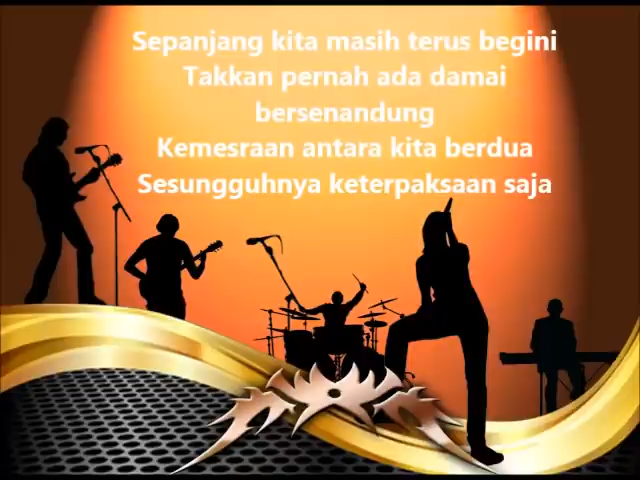 Sepanjang kita masih terus begini
Takkan pernah ada damai
bersenandung
Kemesraan antara kita berdua
Sesungguhnya keterpaksaan saja